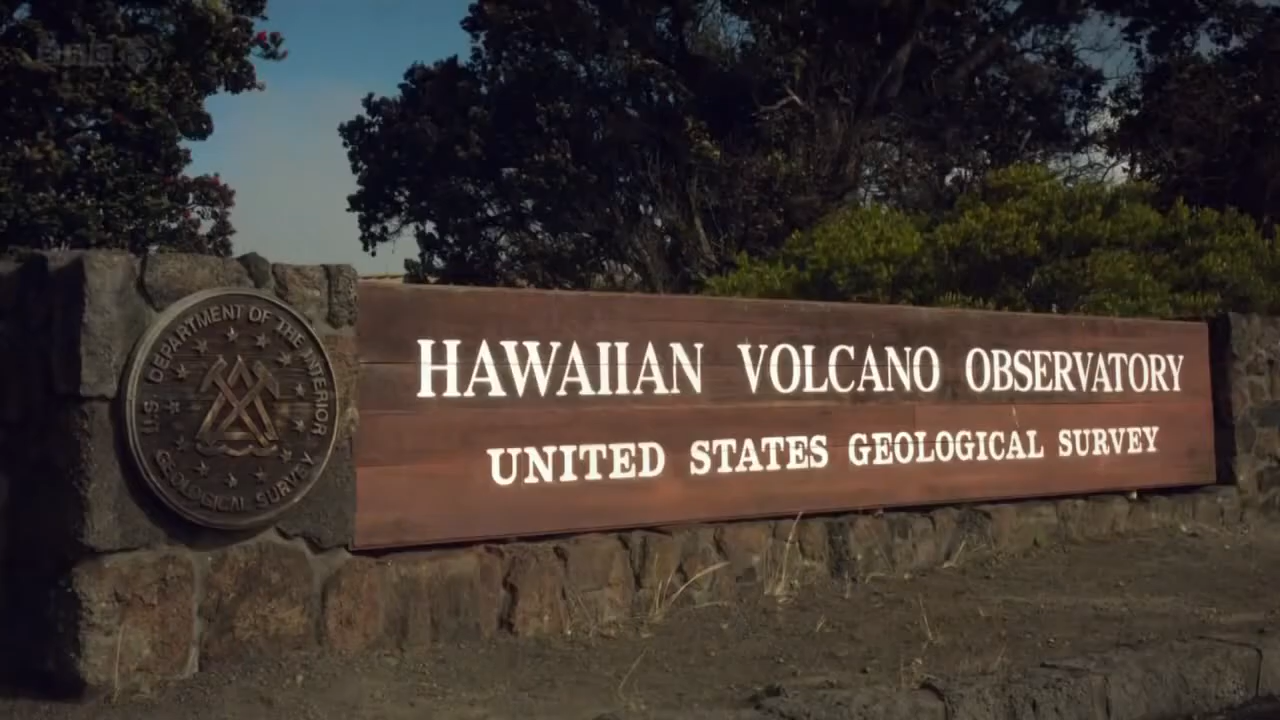 U.S. DEPARTMENT OF THE INTERIOR
GEOLOGICAL SURVEY
HAWAIIAN VOLCANO OBSERVATORY
UNITED STATES GEOLOGICAL SURVEY